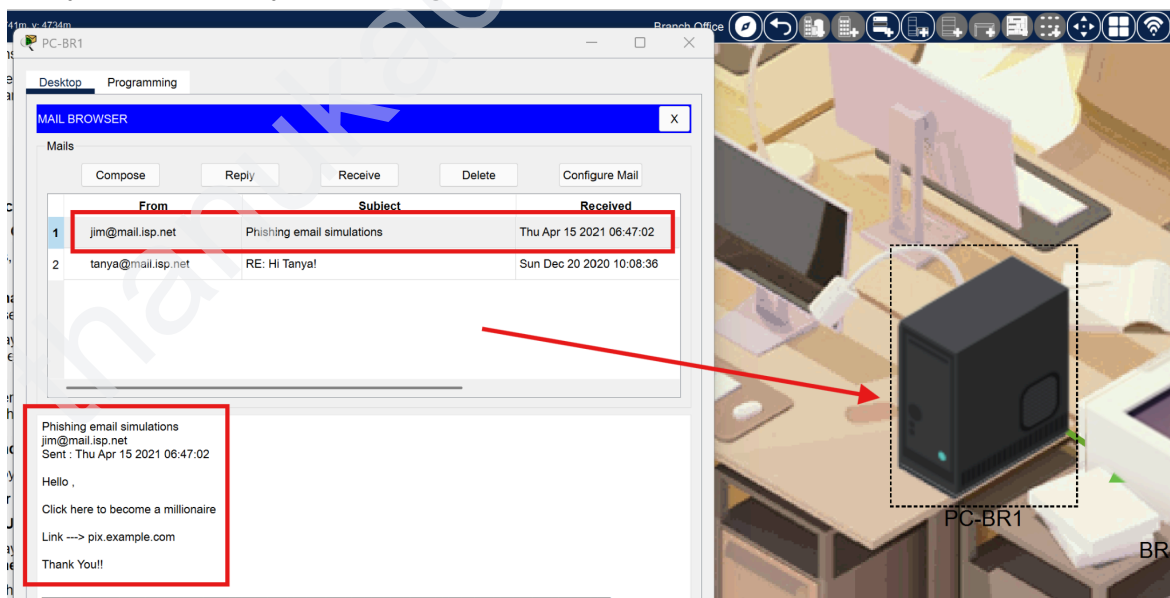 v: 4734m
Branch Office
PC-BR1
Desktop Programming
MAIL BROWSER X
Mails
Compose Reply Receive Delete Configure Mail
From Subject Received
1 jim@mail.isp.net Phishing email simulations Thu Apr 15 2021 06:47:02
2 tanya@mail.isp.net RE: Hi Tanya! Sun Dec 20 2020 10:08:36
Phishing email simulations
jim@mail.isp.net
Sent : Thu Apr 15 2021 06:47:02
Hello ,
Click here to become a millionaire
Link ---> pix.example.com
Thank You!!
PC-BR1
BR